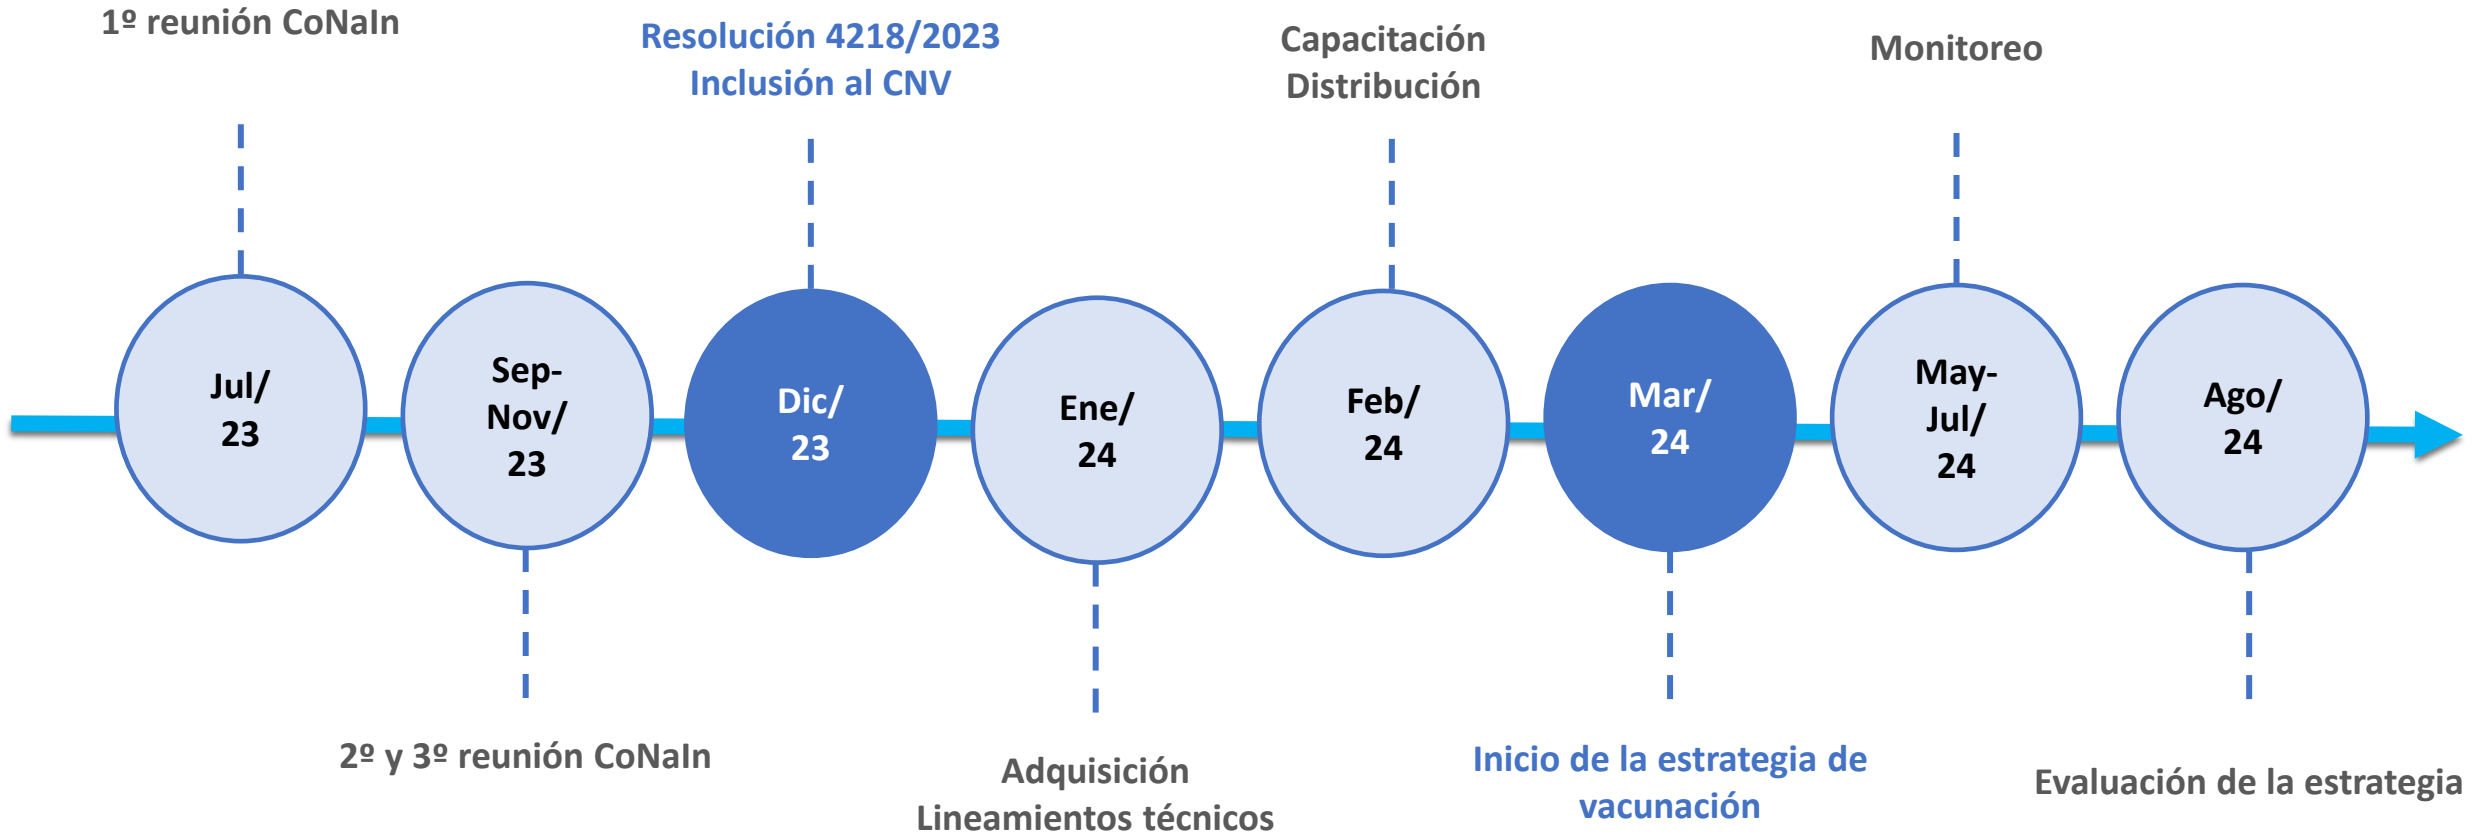 1º reunión CoNaIn
Resolución 4218/2023
Inclusión al CNV
Capacitación
Distribución
Monitoreo
Jul/
23
Sep-
Nov/
23
Dic/
23
Ene/
24
Feb/
24
Mar/
24
May-
Jul/
24
Ago/
24
2º y 3º reunión CoNaIn
Adquisición
Lineamientos técnicos
Inicio de la estrategia de
vacunación
Evaluación de la estrategia